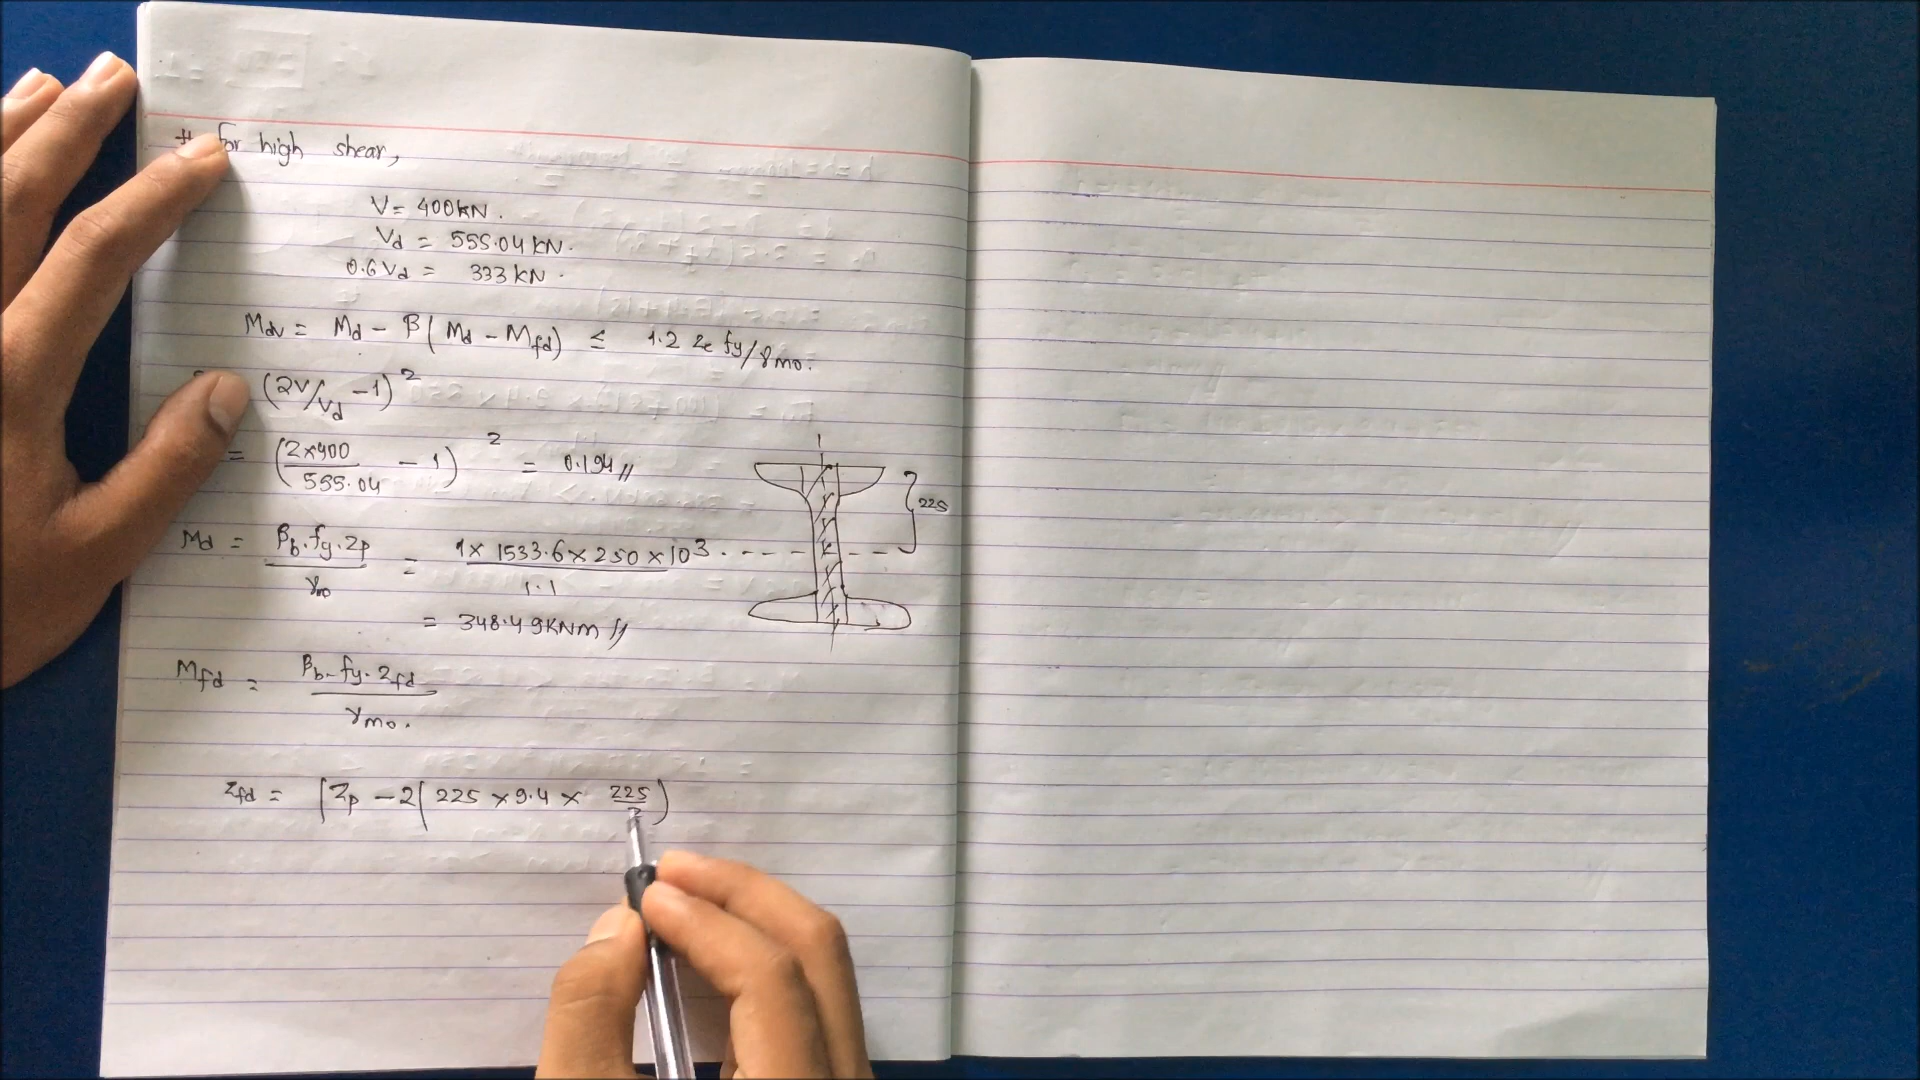 # For high shear,
V = 400kN.
Vd = 555.04 kN.
0.6Vd = 333 kN.
Mdv = Md - β(Md - Mfd) ≤ 1.2 Ze fy/γmo.
(2V/Vd - 1)²
= (2×400/555.04 - 1)² = 0.194 //
225
Md = βb.fy.Zp/γmo = 1×1533.6×250×10³/1.1
= 348.49KNm //
Mfd = βb.fy.Zfd/γmo.
Zfd = (Zp - 2(225×9.4×225/2)